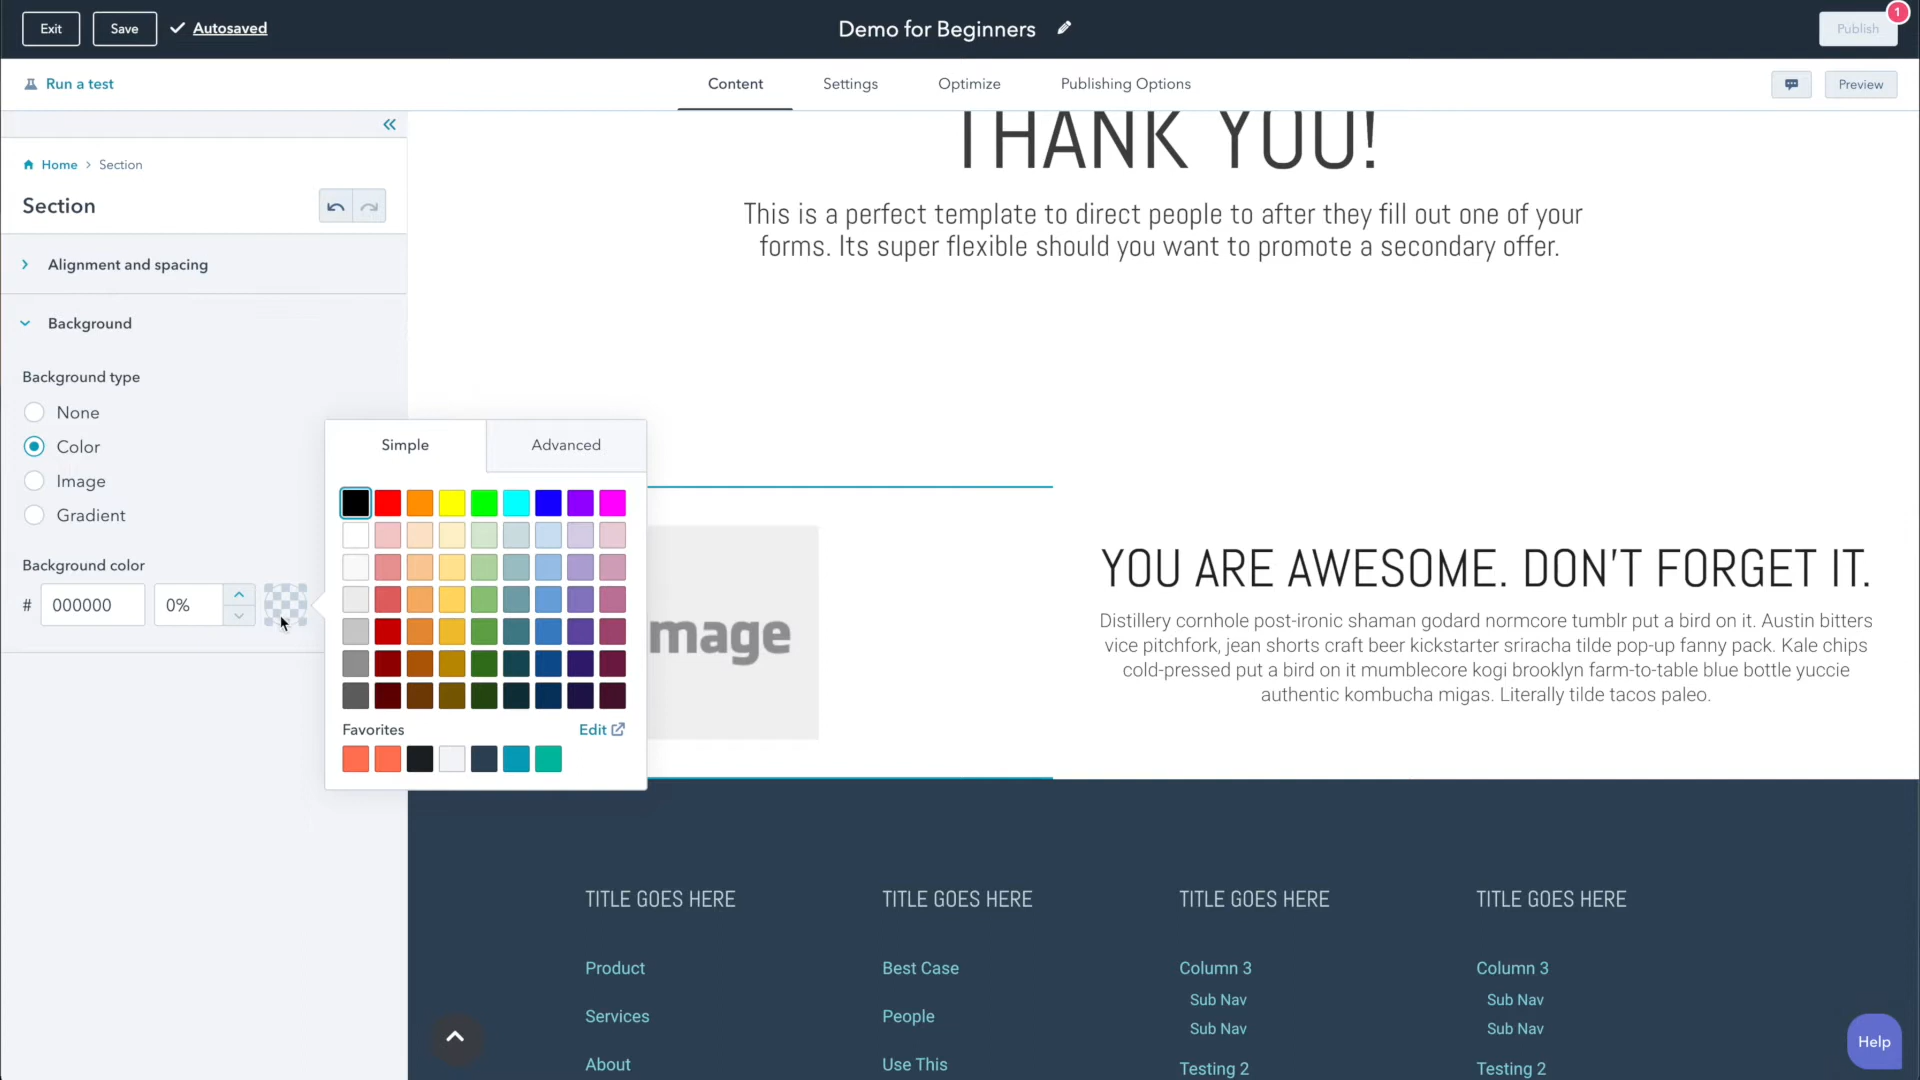 Exit
Save
Autosaved
Demo for Beginners
1
Publish
Run a test
Content
Settings
Optimize
Publishing Options
Preview
Home > Section
Section
Alignment and spacing
Background
Background type
None
Color
Image
Gradient
Background color
# 000000 0%
Simple
Advanced
Favorites
Edit
THANK YOU!
This is a perfect template to direct people to after they fill out one of your
forms. Its super flexible should you want to promote a secondary offer.
mage
YOU ARE AWESOME. DON'T FORGET IT.
Distillery cornhole post-ironic shaman godard normcore tumblr put a bird on it. Austin bitters
vice pitchfork, jean shorts craft beer kickstarter sriracha tilde pop-up fanny pack. Kale chips
cold-pressed put a bird on it mumblecore kogi brooklyn farm-to-table blue bottle yuccie
authentic kombucha migas. Literally tilde tacos paleo.
TITLE GOES HERE
Product
Services
About
TITLE GOES HERE
Best Case
People
Use This
TITLE GOES HERE
Column 3
Sub Nav
Sub Nav
Testing 2
TITLE GOES HERE
Column 3
Sub Nav
Sub Nav
Testing 2
Help